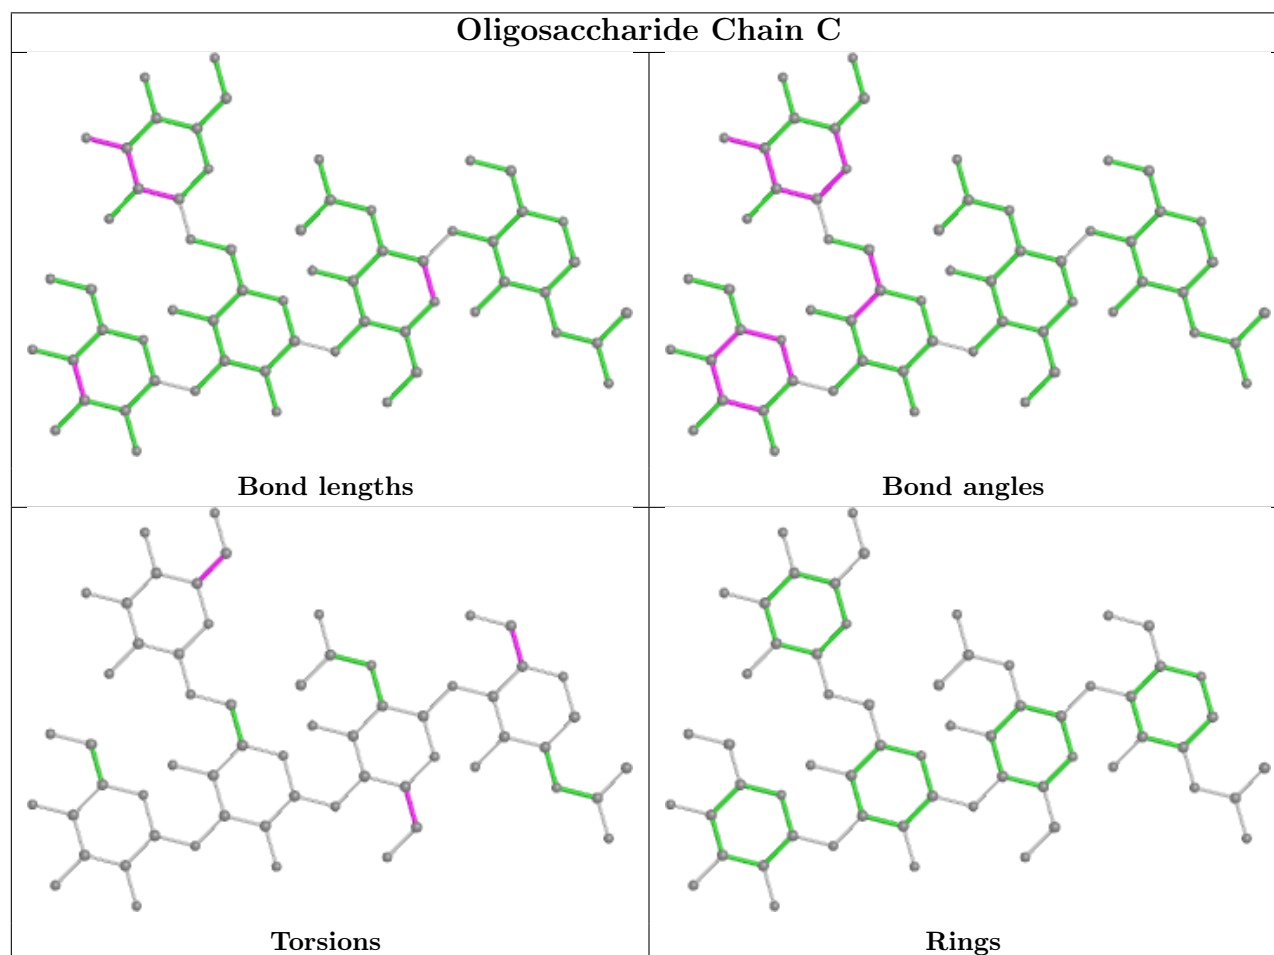 Oligosaccharide Chain C
Bond lengths
Bond angles
Torsions
Rings